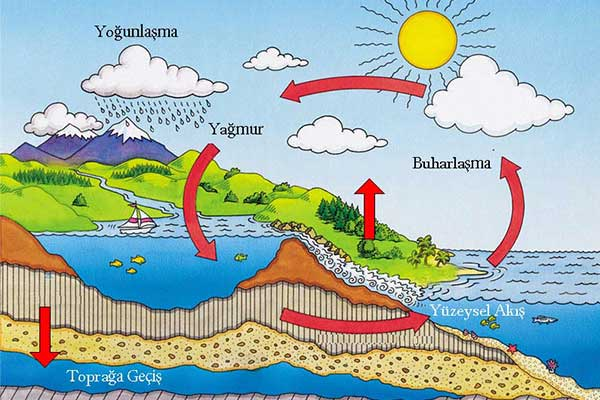 Yoğunlaşma
Yağmur
Buharlaşma
Yüzeysel Akış
Toprağa Geçiş